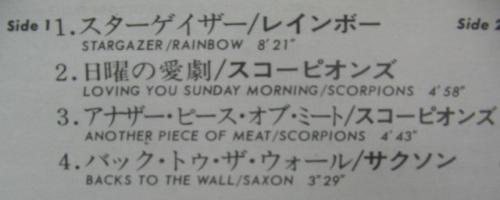 Side 1 1.スターゲイザー/レインボー
STARGAZER/RAINBOW 8'21"
2.日曜の愛劇/スコーピオンズ
LOVING YOU SUNDAY MORNING/SCORPIONS 4'58"
3.アナザー・ピース・オブ・ミート/スコーピオンズ
ANOTHER PIECE OF MEAT/SCORPIONS 4'43"
4.バック・トゥ・ザ・ウォール/サクソン
BACKS TO THE WALL/SAXON 3"29"
Side 2